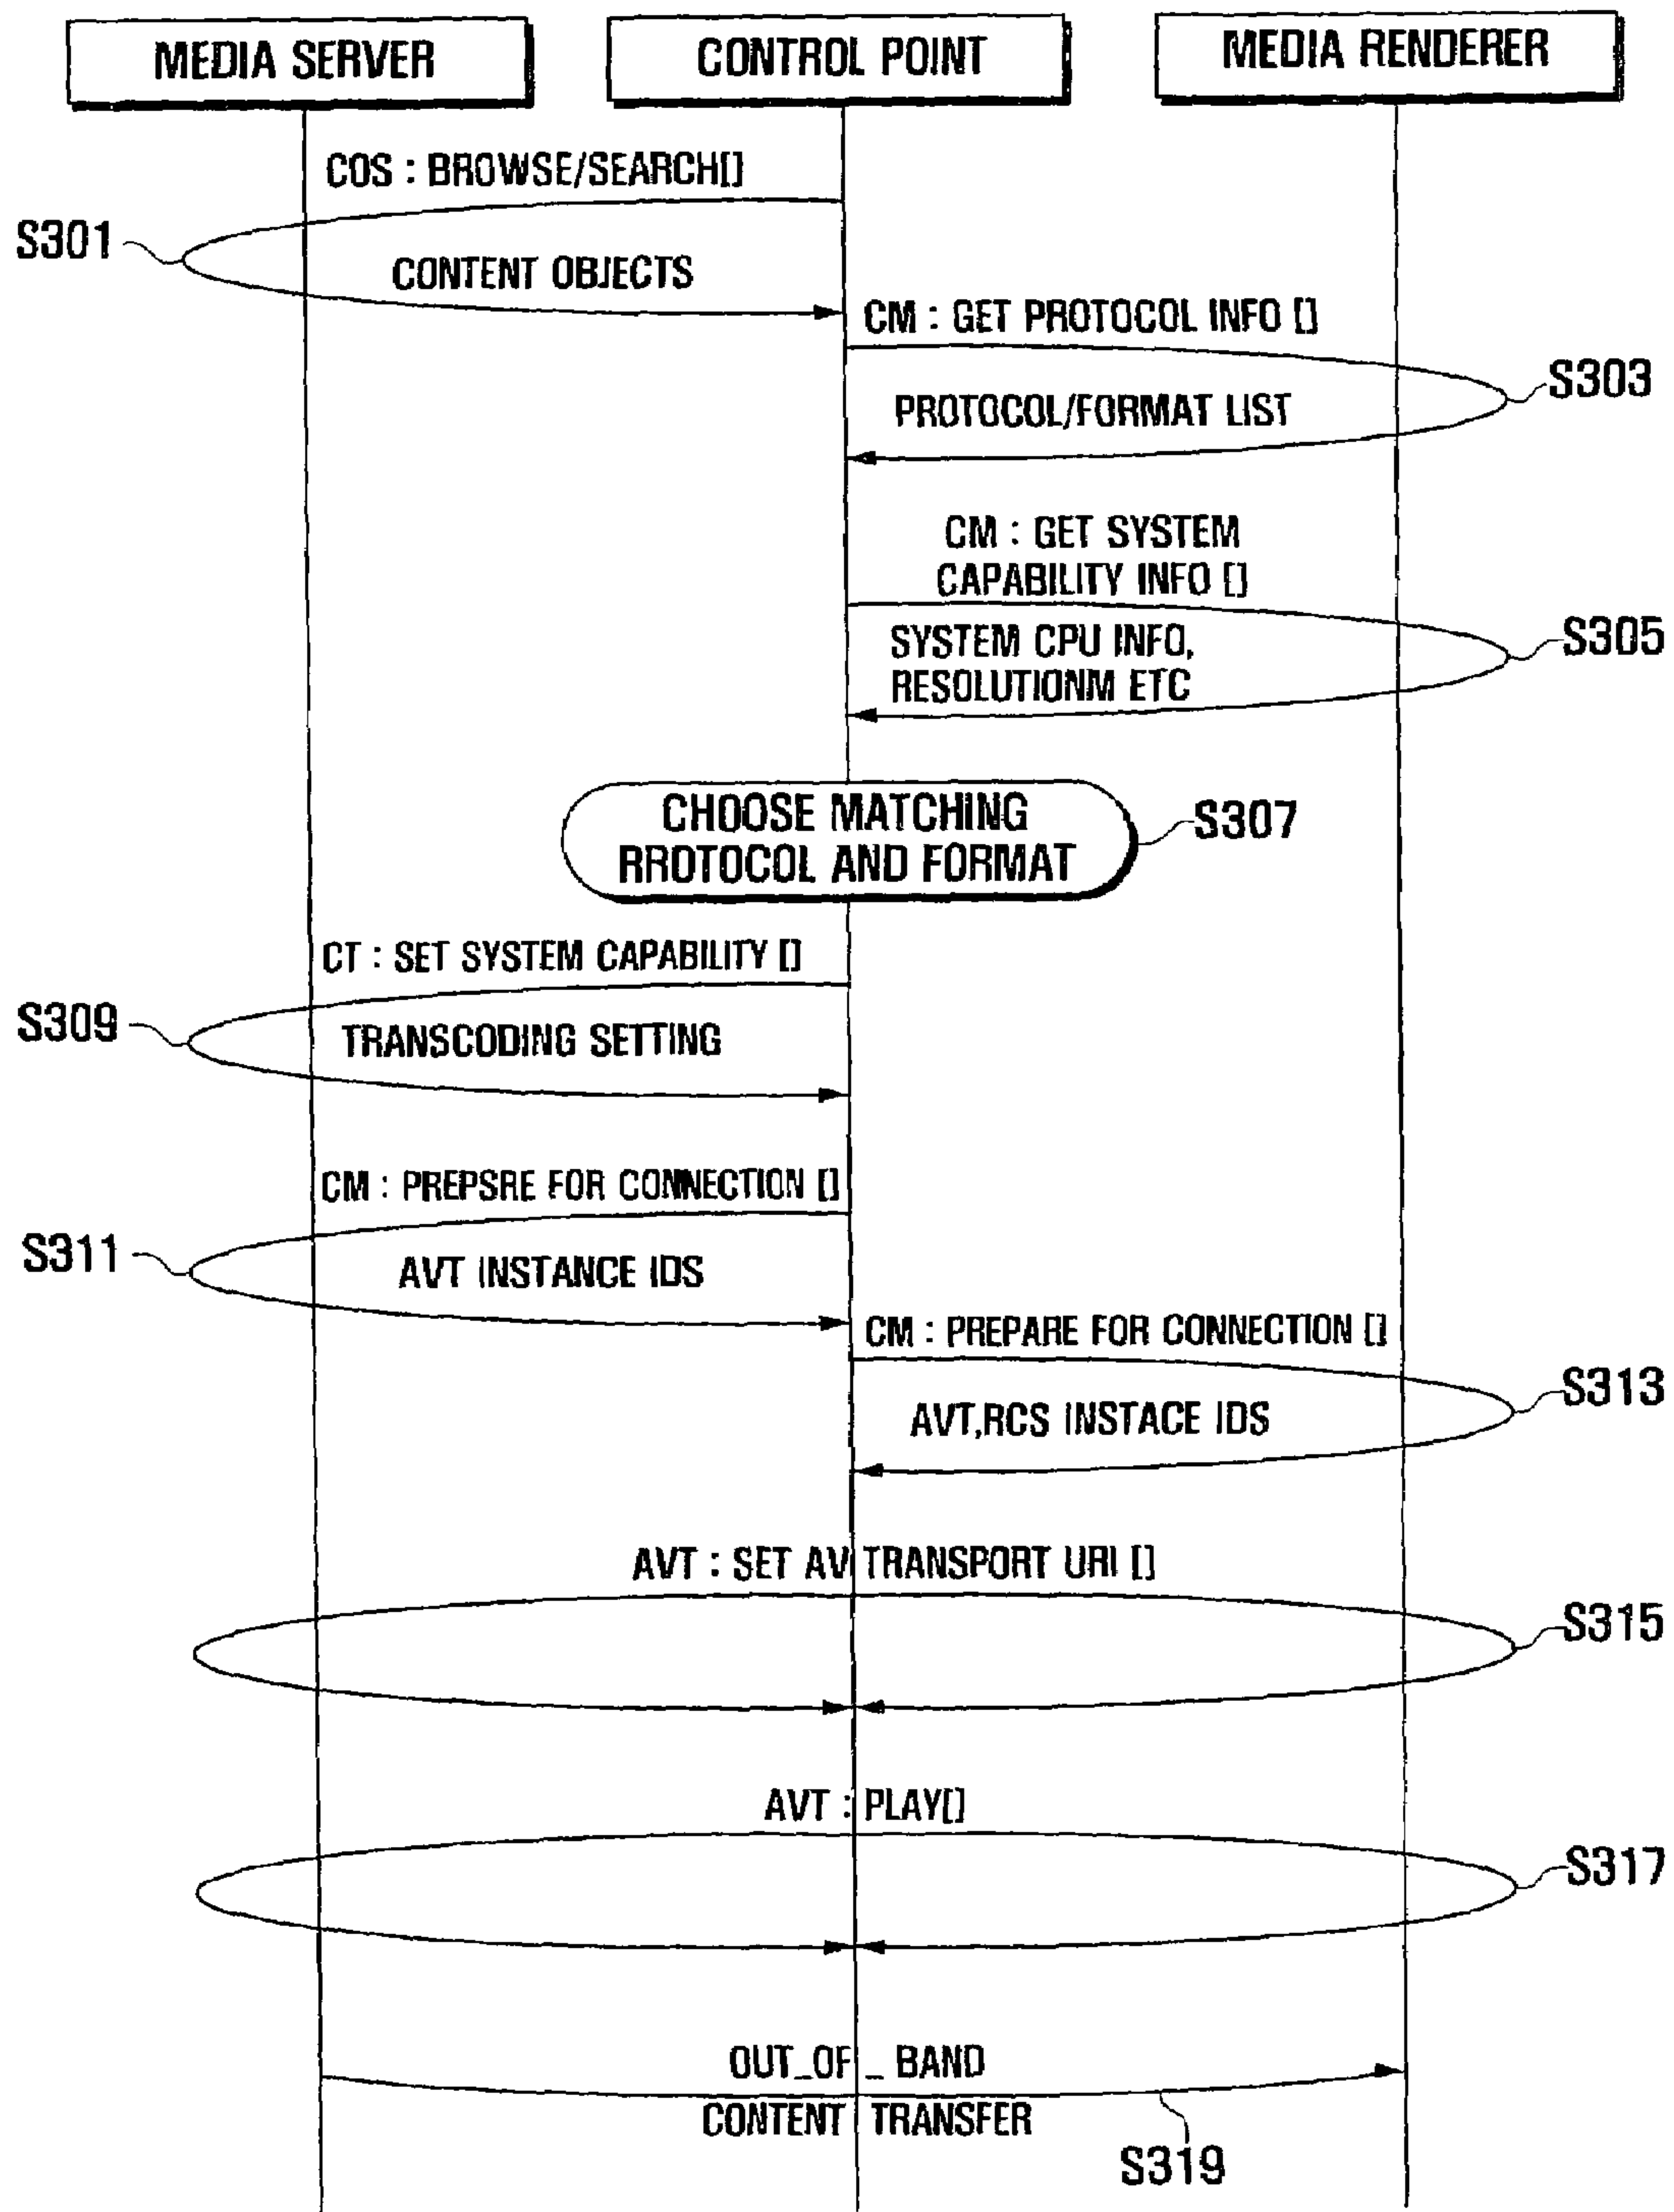 MEDIA SERVER
CONTROL POINT
MEDIA RENDERER
COS : BROWSE/SEARCH[]
S301
CONTENT OBJECTS
CM : GET PROTOCOL INFO []
S303
PROTOCOL/FORMAT LIST
CM : GET SYSTEM
CAPABILITY INFO []
SYSTEM CPU INFO,
RESOLUTIONM ETC
S305
CHOOSE MATCHING
RROTOCOL AND FORMAT
S307
CT : SET SYSTEM CAPABILITY []
S309
TRANSCODING SETTING
CM : PREPSRE FOR CONNECTION []
S311
AVT INSTANCE IDS
CM : PREPARE FOR CONNECTION []
S313
AVT,RCS INSTACE IDS
AVT : SET AV TRANSPORT URI []
S315
AVT : PLAY[]
S317
OUT_OF_BAND
CONTENT TRANSFER
S319